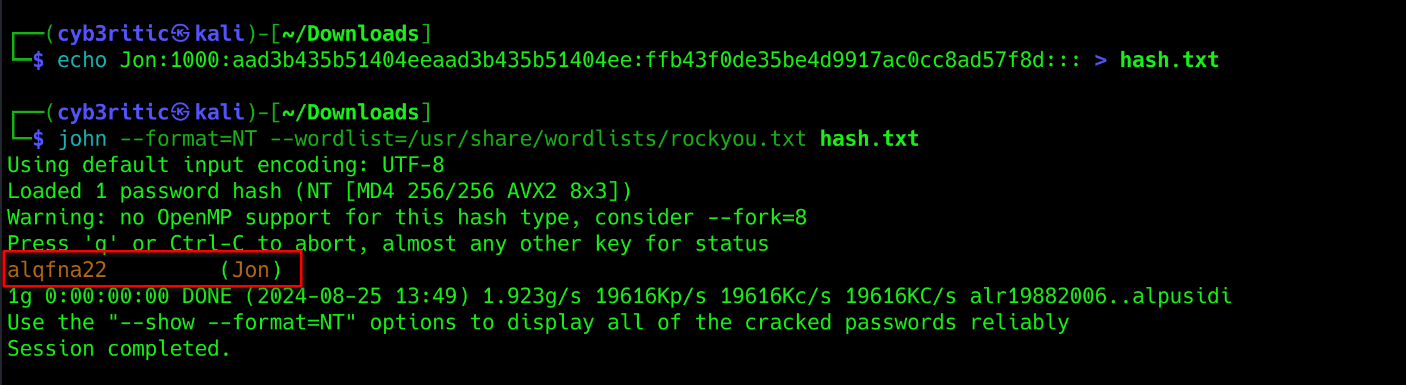 ┌──(cyb3ritic㉿kali)-[~/Downloads]
└─$ echo Jon:1000:aad3b435b51404eeaad3b435b51404ee:ffb43f0de35be4d9917ac0cc8ad57f8d::: > hash.txt
┌──(cyb3ritic㉿kali)-[~/Downloads]
└─$ john --format=NT --wordlist=/usr/share/wordlists/rockyou.txt hash.txt
Using default input encoding: UTF-8
Loaded 1 password hash (NT [MD4 256/256 AVX2 8x3])
Warning: no OpenMP support for this hash type, consider --fork=8
Press 'q' or Ctrl-C to abort, almost any other key for status
alqfna22         (Jon)
1g 0:00:00:00 DONE (2024-08-25 13:49) 1.923g/s 19616Kp/s 19616Kc/s 19616KC/s alr19882006..alpusidi
Use the "--show --format=NT" options to display all of the cracked passwords reliably
Session completed.